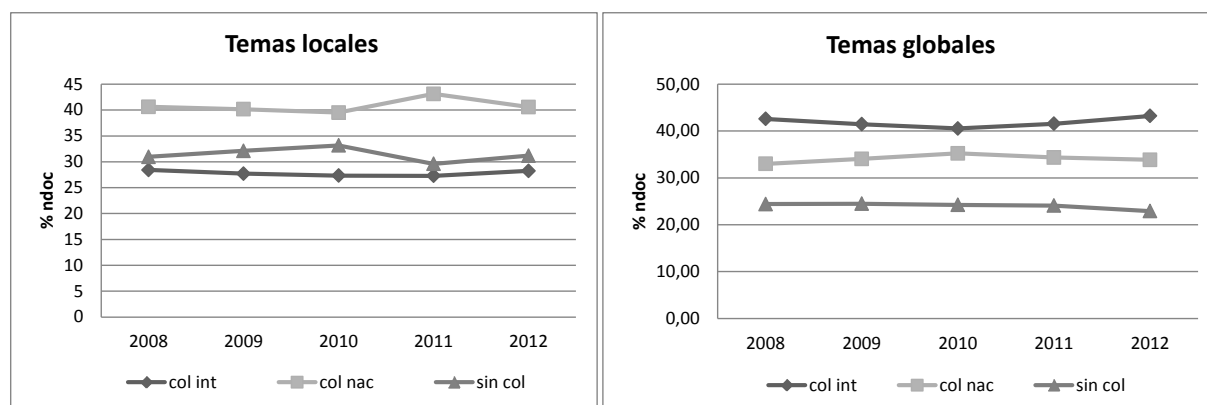 Temas locales
% ndoc
45
40
35
30
25
20
15
10
5
0
2008 2009 2010 2011 2012
col int col nac sin col
Temas globales
% ndoc
50,00
40,00
30,00
20,00
10,00
0,00
2008 2009 2010 2011 2012
col int col nac sin col